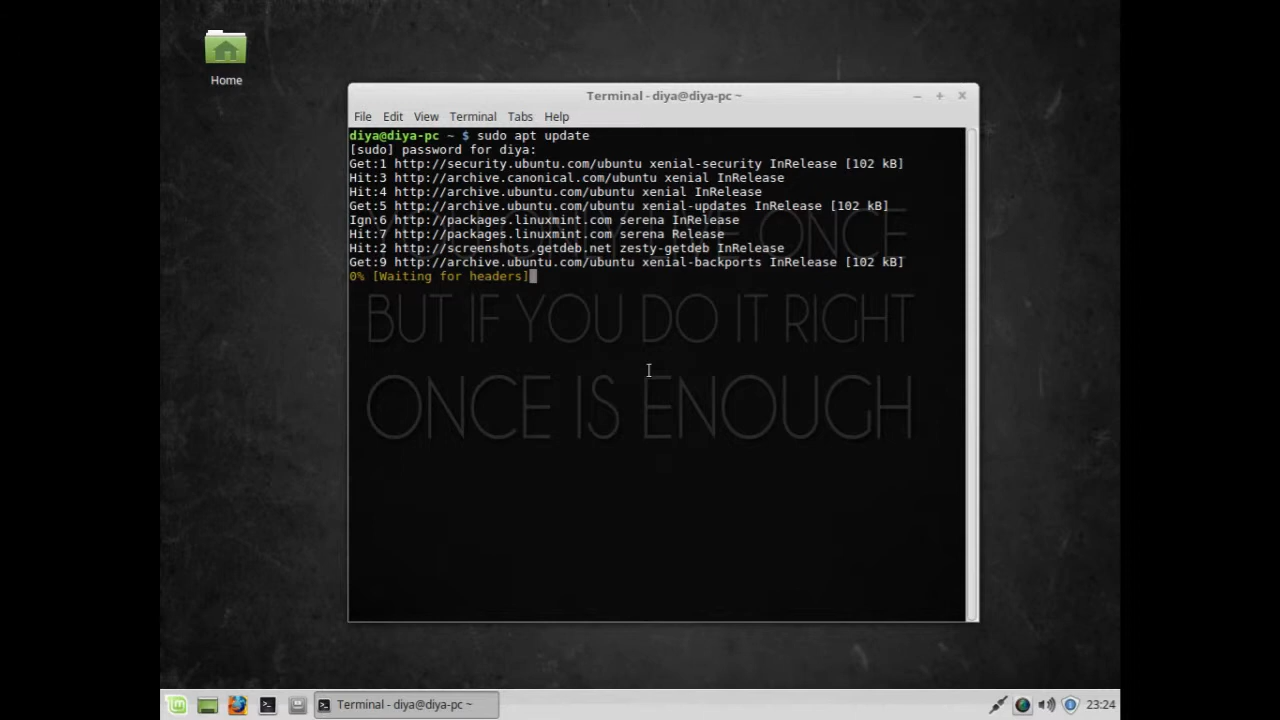 Home
Terminal - diya@diya-pc ~
File Edit View Terminal Tabs Help
diya@diya-pc ~ $ sudo apt update
[sudo] password for diya:
Get:1 http://security.ubuntu.com/ubuntu xenial-security InRelease [102 kB]
Hit:3 http://archive.canonical.com/ubuntu xenial InRelease
Hit:4 http://archive.ubuntu.com/ubuntu xenial InRelease
Get:5 http://archive.ubuntu.com/ubuntu xenial-updates InRelease [102 kB]
Ign:6 http://packages.linuxmint.com serena InRelease
Hit:7 http://packages.linuxmint.com serena Release
Hit:2 http://screenshots.getdeb.net zesty-getdeb InRelease
Get:9 http://archive.ubuntu.com/ubuntu xenial-backports InRelease [102 kB]
0% [Waiting for headers]
BUT IF YOU DO IT RIGHT
ONCE IS ENOUGH
Terminal - diya@diya-pc ~
23:24